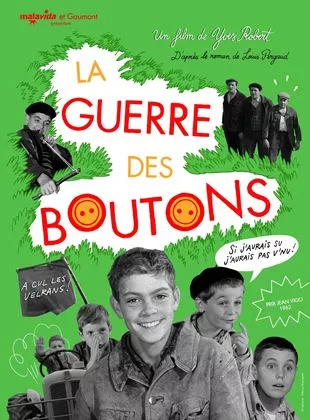 malavida et Gaumont
présentent
Un film de Yves Robert
D'après le roman de Louis Pergaud
LA
GUERRE
DES
BOUTONS
SI J'AURAIS SU
J'AURAIS PAS V'NU!
A CUL LES
VELRANS!
PRIX JEAN VIGO
1962